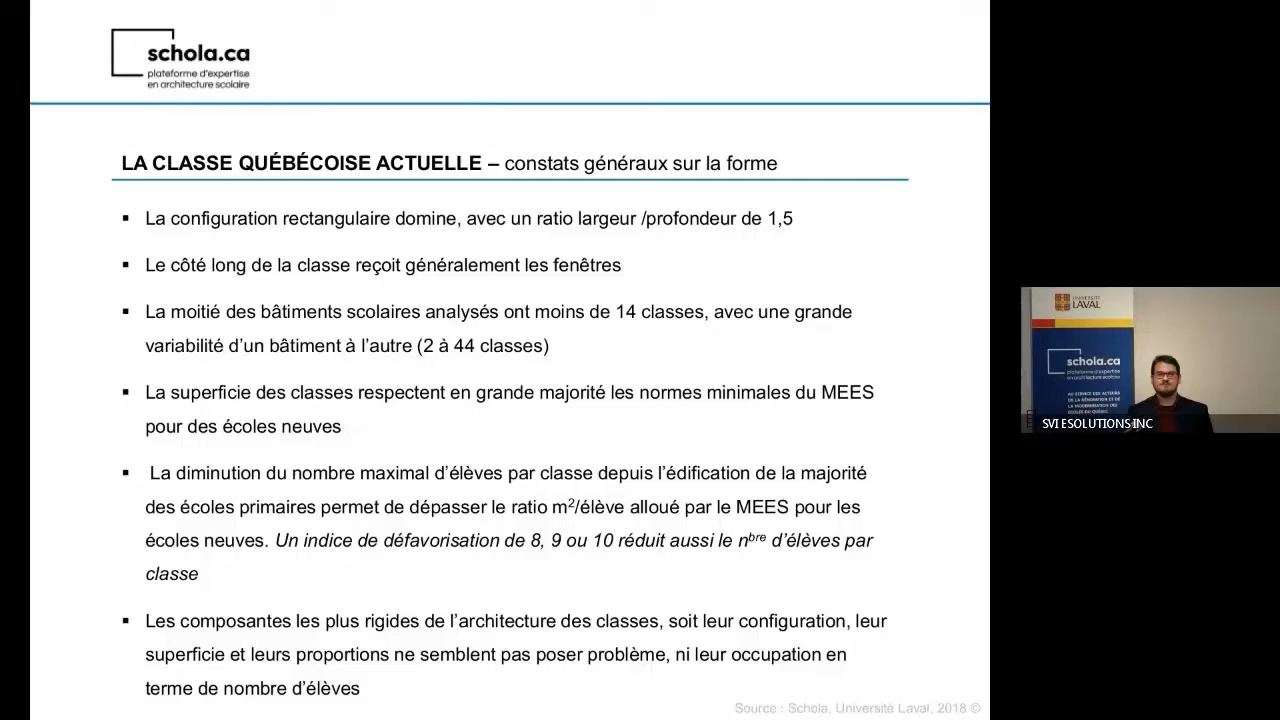 schola.ca
plateforme d'expertise
en architecture scolaire
LA CLASSE QUÉBÉCOISE ACTUELLE – constats généraux sur la forme
▪ La configuration rectangulaire domine, avec un ratio largeur /profondeur de 1,5
▪ Le côté long de la classe reçoit généralement les fenêtres
▪ La moitié des bâtiments scolaires analysés ont moins de 14 classes, avec une grande
variabilité d’un bâtiment à l’autre (2 à 44 classes)
▪ La superficie des classes respectent en grande majorité les normes minimales du MEES
pour des écoles neuves
▪ La diminution du nombre maximal d’élèves par classe depuis l’édification de la majorité
des écoles primaires permet de dépasser le ratio m²/élève alloué par le MEES pour les
écoles neuves. Un indice de défavorisation de 8, 9 ou 10 réduit aussi le nᵇʳᵉ d’élèves par
classe
▪ Les composantes les plus rigides de l’architecture des classes, soit leur configuration, leur
superficie et leurs proportions ne semblent pas poser problème, ni leur occupation en
terme de nombre d’élèves
Source : Schola, Université Laval, 2018 ©
UNIVERSITÉ
LAVAL
schola.ca
plateforme d'expertise
en architecture scolaire
AU SERVICE DES ACTEURS
DE LA RÉNOVATION ET DE
LA MODERNISATION DES
ÉCOLES DU QUÉBEC
SVI ESOLUTIONS INC